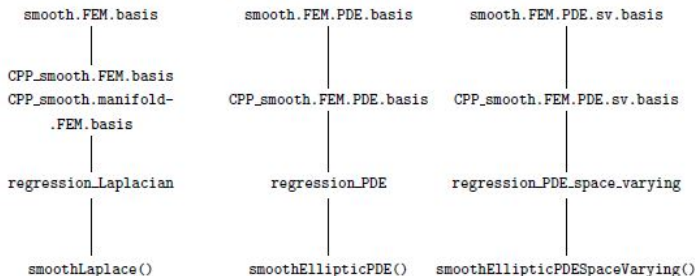 smooth.FEM.basis
smooth.FEM.PDE.basis
smooth.FEM.PDE.sv.basis
CPP_smooth.FEM.basis
CPP_smooth.manifold-
.FEM.basis
CPP_smooth.FEM.PDE.basis
CPP_smooth.FEM.PDE.sv.basis
regression_Laplacian
regression_PDE
regression_PDE_space_varying
smoothLaplace()
smoothEllipticPDE()
smoothEllipticPDESpaceVarying()